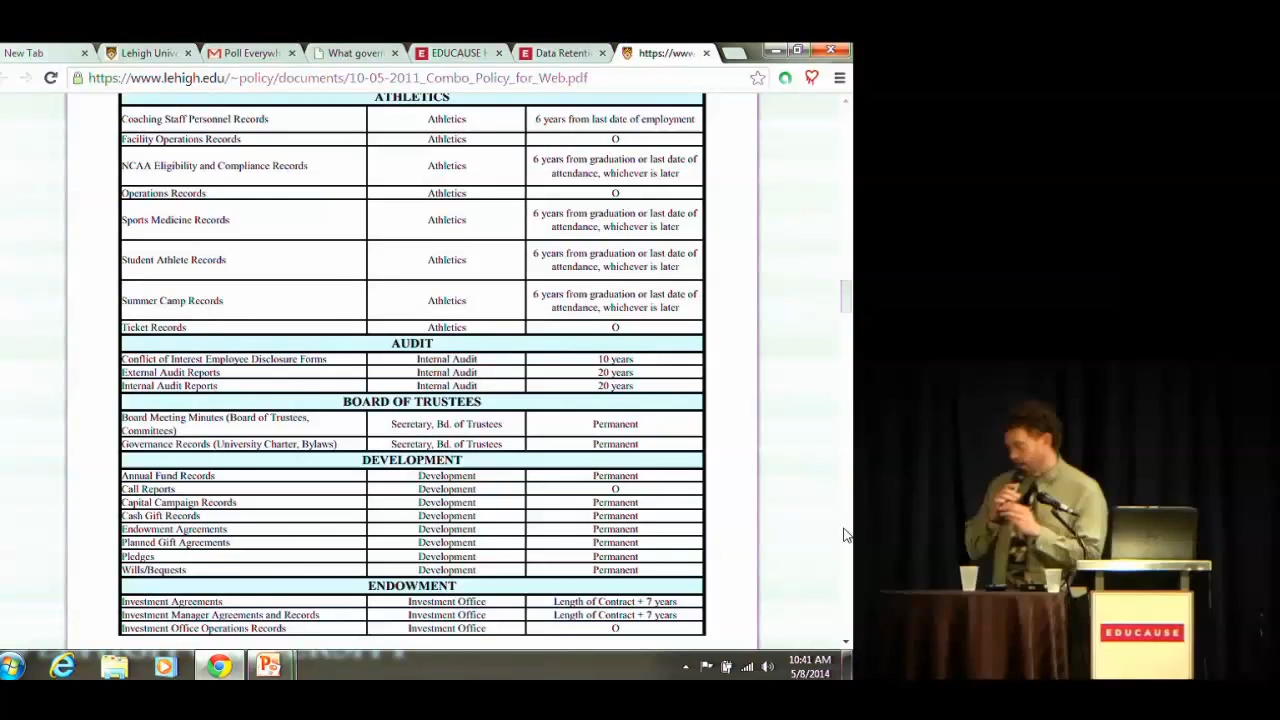 New Tab
Lehigh Univ
Poll Everywh
What gover
EDUCAUSE
Data Retenti
https://www
https://www.lehigh.edu/~policy/documents/10-05-2011_Combo_Policy_for_Web.pdf
ATHLETICS
Coaching Staff Personnel Records Athletics 6 years from last date of employment
Facility Operations Records Athletics O
NCAA Eligibility and Compliance Records Athletics 6 years from graduation or last date of
attendance, whichever is later
Operations Records Athletics O
Sports Medicine Records Athletics 6 years from graduation or last date of
attendance, whichever is later
Student Athlete Records Athletics 6 years from graduation or last date of
attendance, whichever is later
Summer Camp Records Athletics 6 years from graduation or last date of
attendance, whichever is later
Ticket Records Athletics O
AUDIT
Conflict of Interest Employee Disclosure Forms Internal Audit 10 years
External Audit Reports Internal Audit 20 years
Internal Audit Reports Internal Audit 20 years
BOARD OF TRUSTEES
Board Meeting Minutes (Board of Trustees,
Committees) Secretary, Bd. of Trustees Permanent
Governance Records (University Charter, Bylaws) Secretary, Bd. of Trustees Permanent
DEVELOPMENT
Annual Fund Records Development Permanent
Call Reports Development O
Capital Campaign Records Development Permanent
Cash Gift Records Development Permanent
Endowment Agreements Development Permanent
Planned Gift Agreements Development Permanent
Pledges Development Permanent
Wills/Bequests Development Permanent
ENDOWMENT
Investment Agreements Investment Office Length of Contract + 7 years
Investment Manager Agreements and Records Investment Office Length of Contract + 7 years
Investment Office Operations Records Investment Office O
10:41 AM
5/8/2014
EDUCAUSE